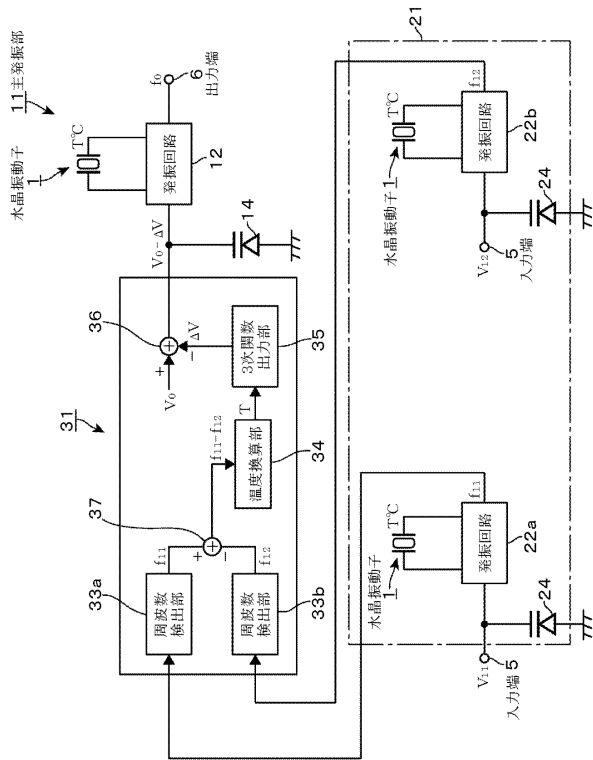 水晶振動子
1
T℃
11主発振部
発振回路
12
f₀
6
出力端
V₀-ΔV
14
31
36
+
V₀
-
ΔV
3次関数
出力部
35
T
温度換算部
34
f₁₁-f₁₂
37
+
-
f₁₁
f₁₂
33a
周波数
検出部
周波数
検出部
33b
21
水晶振動子
1
T℃
発振回路
22a
f₁₁
V₁₁
5
入力端
24
水晶振動子
1
T℃
発振回路
22b
f₁₂
V₁₂
5
入力端
24